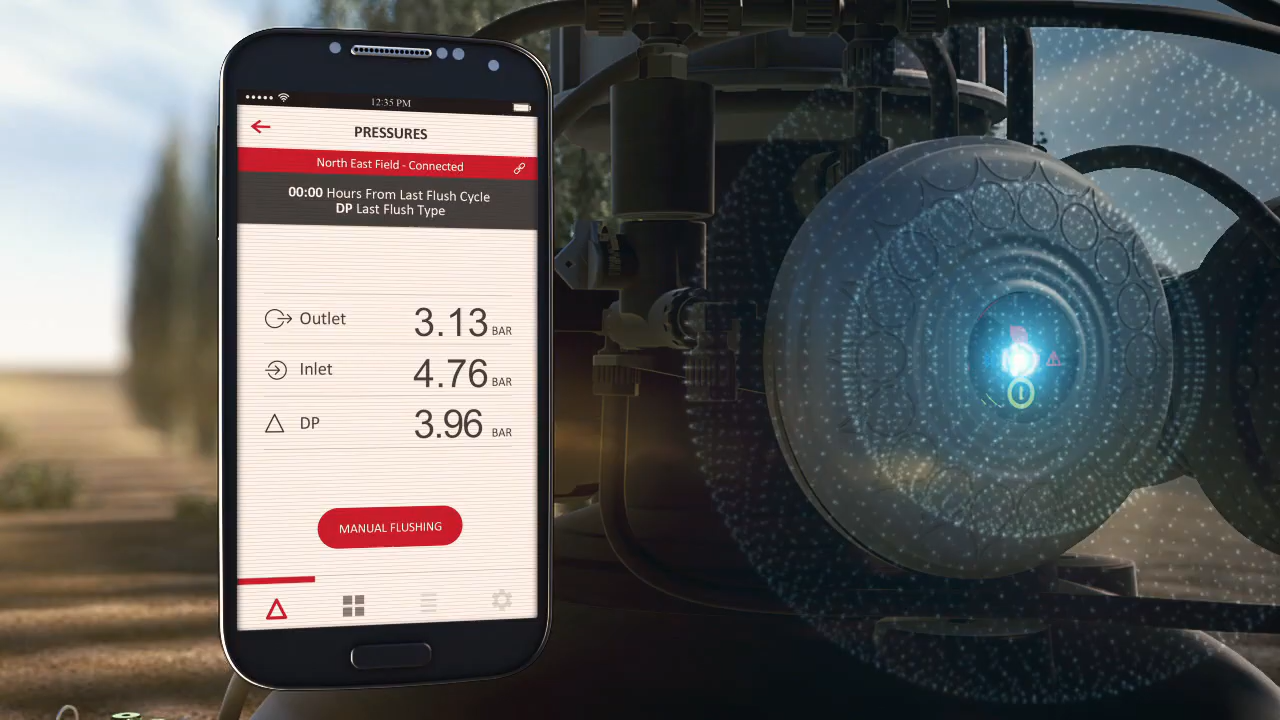 12:35 PM
PRESSURES
North East Field - Connected
00:00 Hours From Last Flush Cycle
DP Last Flush Type
Outlet 3.13 BAR
Inlet 4.76 BAR
DP 3.96 BAR
MANUAL FLUSHING